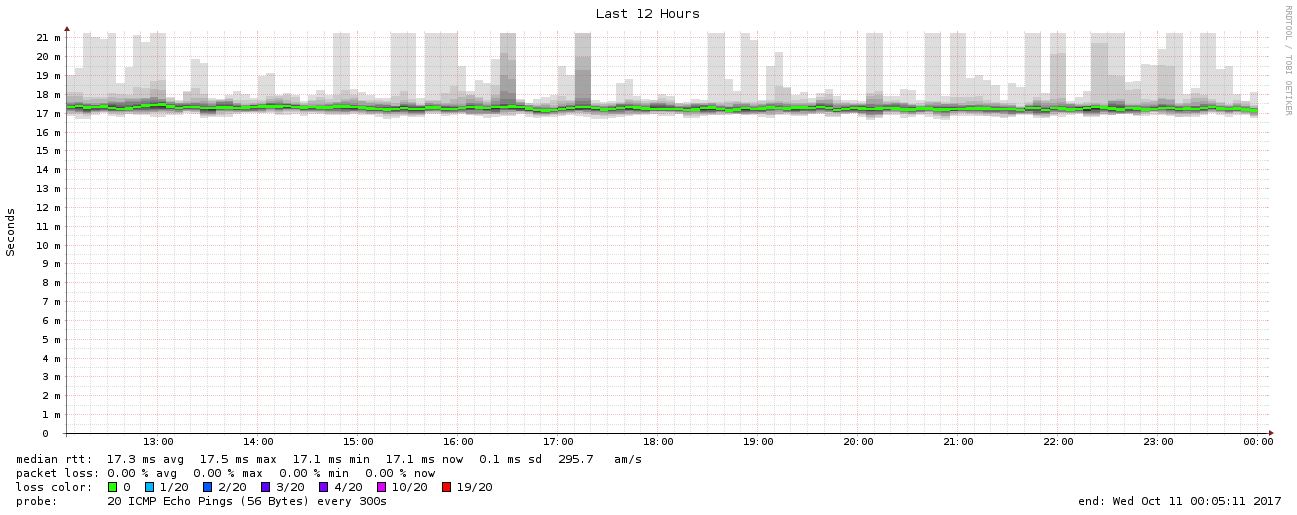 Last 12 Hours
RRDTOOL / TOBI OETIKER
21 m
20 m
19 m
18 m
17 m
16 m
15 m
14 m
13 m
12 m
11 m
10 m
9 m
8 m
7 m
6 m
5 m
4 m
3 m
2 m
1 m
0
Seconds
13:00 14:00 15:00 16:00 17:00 18:00 19:00 20:00 21:00 22:00 23:00 00:00
median rtt: 17.3 ms avg 17.5 ms max 17.1 ms min 17.1 ms now 0.1 ms sd 295.7 am/s
packet loss: 0.00 % avg 0.00 % max 0.00 % min 0.00 % now
loss color: 0 1/20 2/20 3/20 4/20 10/20 19/20
probe: 20 ICMP Echo Pings (56 Bytes) every 300s end: Wed Oct 11 00:05:11 2017